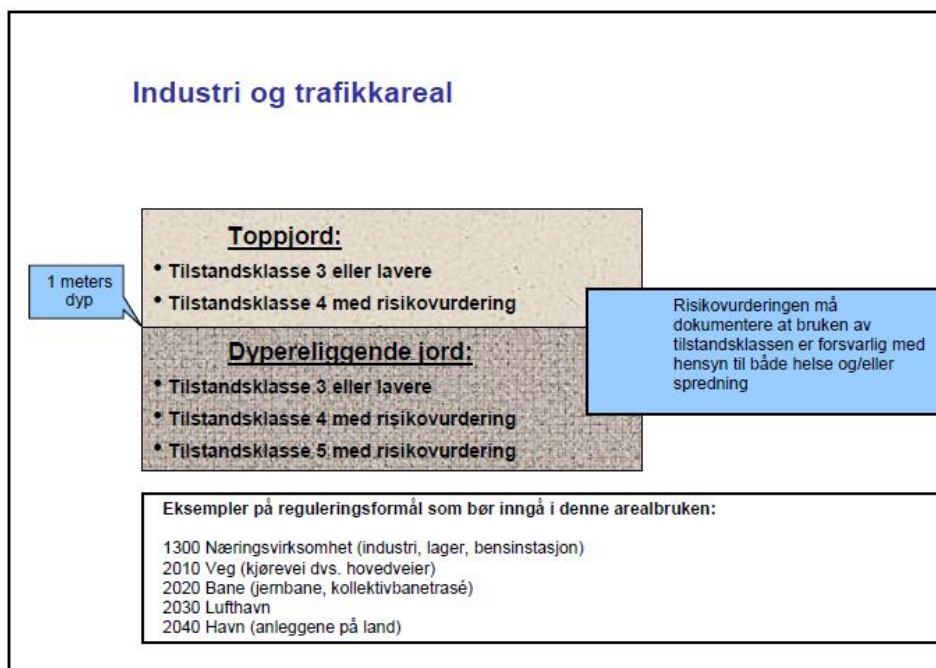 Industri og trafikkareal
Toppjord:
• Tilstandsklasse 3 eller lavere
• Tilstandsklasse 4 med risikovurdering
1 meters
dyp
Dypereliggende jord:
• Tilstandsklasse 3 eller lavere
• Tilstandsklasse 4 med risikovurdering
• Tilstandsklasse 5 med risikovurdering
Risikovurderingen må
dokumentere at bruken av
tilstandsklassen er forsvarlig med
hensyn til både helse og/eller
spredning
Eksempler på reguleringsformål som bør inngå i denne arealbruken:
1300 Næringsvirksomhet (industri, lager, bensinstasjon)
2010 Veg (kjørevei dvs. hovedveier)
2020 Bane (jernbane, kollektivbanetrasé)
2030 Lufthavn
2040 Havn (anleggene på land)